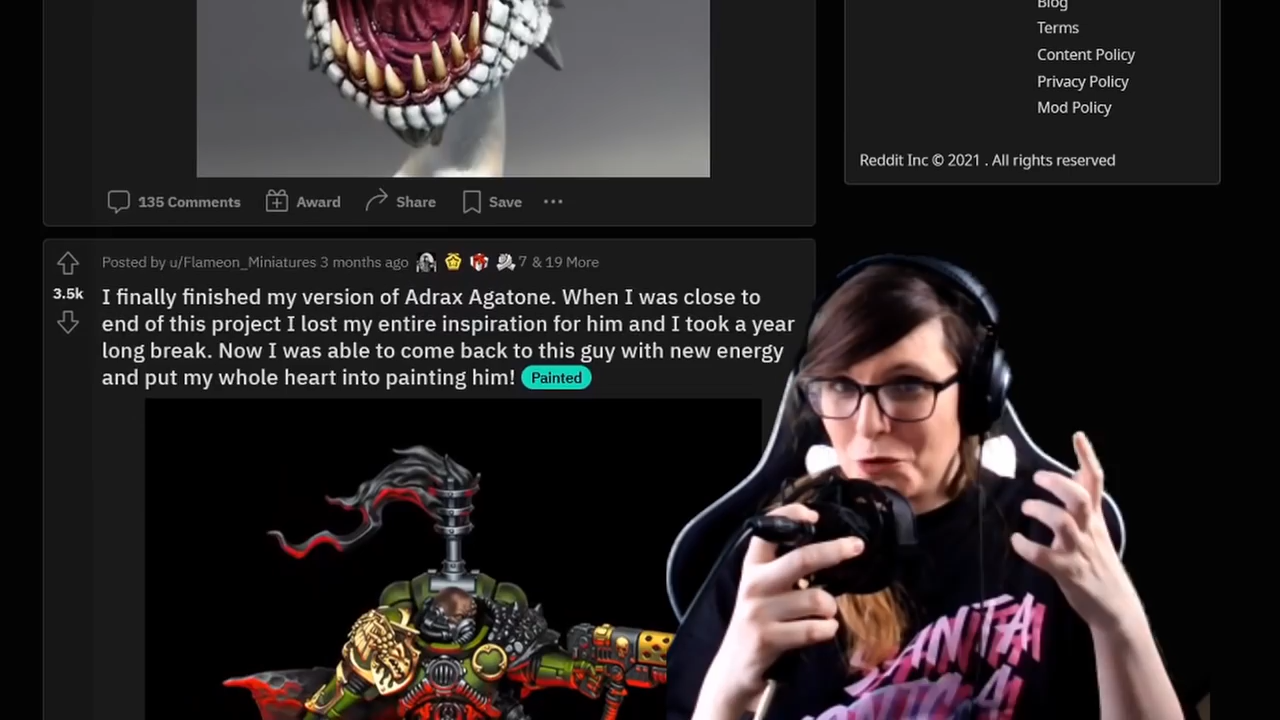 Blog
Terms
Content Policy
Privacy Policy
Mod Policy
Reddit Inc © 2021 . All rights reserved
135 Comments Award Share Save
Posted by u/Flameon_Miniatures 3 months ago 7 & 19 More
3.5k
I finally finished my version of Adrax Agatone. When I was close to
end of this project I lost my entire inspiration for him and I took a year
long break. Now I was able to come back to this guy with new energy
and put my whole heart into painting him! Painted